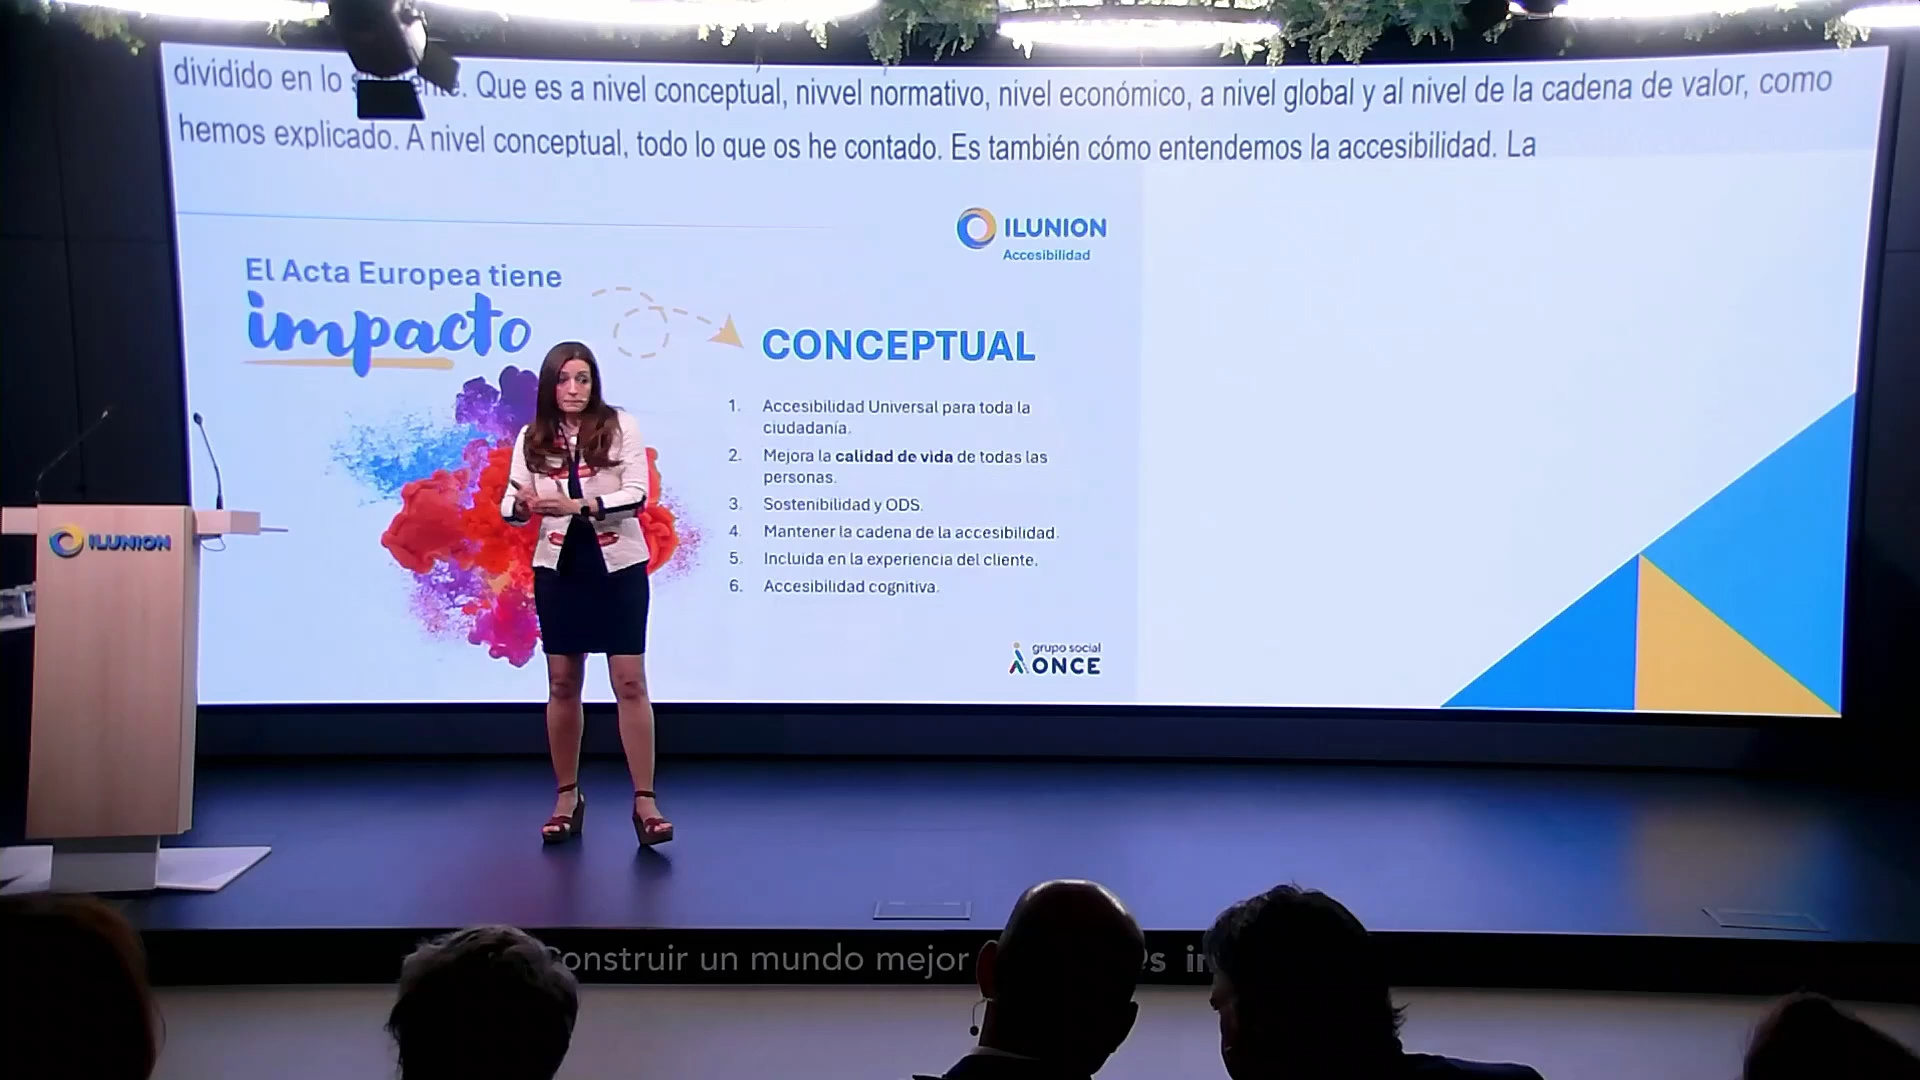 dividido en lo. Que es a nivel conceptual, nivvel normativo, nivel económico, a nivel global y al nivel de la cadena de valor, como
hemos explicado. A nivel conceptual, todo lo que os he contado. Es también cómo entendemos la accesibilidad. La
ILUNION
Accesibilidad
El Acta Europea tiene
impacto
CONCEPTUAL
1. Accesibilidad Universal para toda la
ciudadanía.
2. Mejora la calidad de vida de todas las
personas.
3. Sostenibilidad y ODS.
4. Mantener la cadena de la accesibilidad.
5. Incluida en la experiencia del cliente.
6. Accesibilidad cognitiva.
grupo social
ONCE
ILUNION
onstruir un mundo mejor